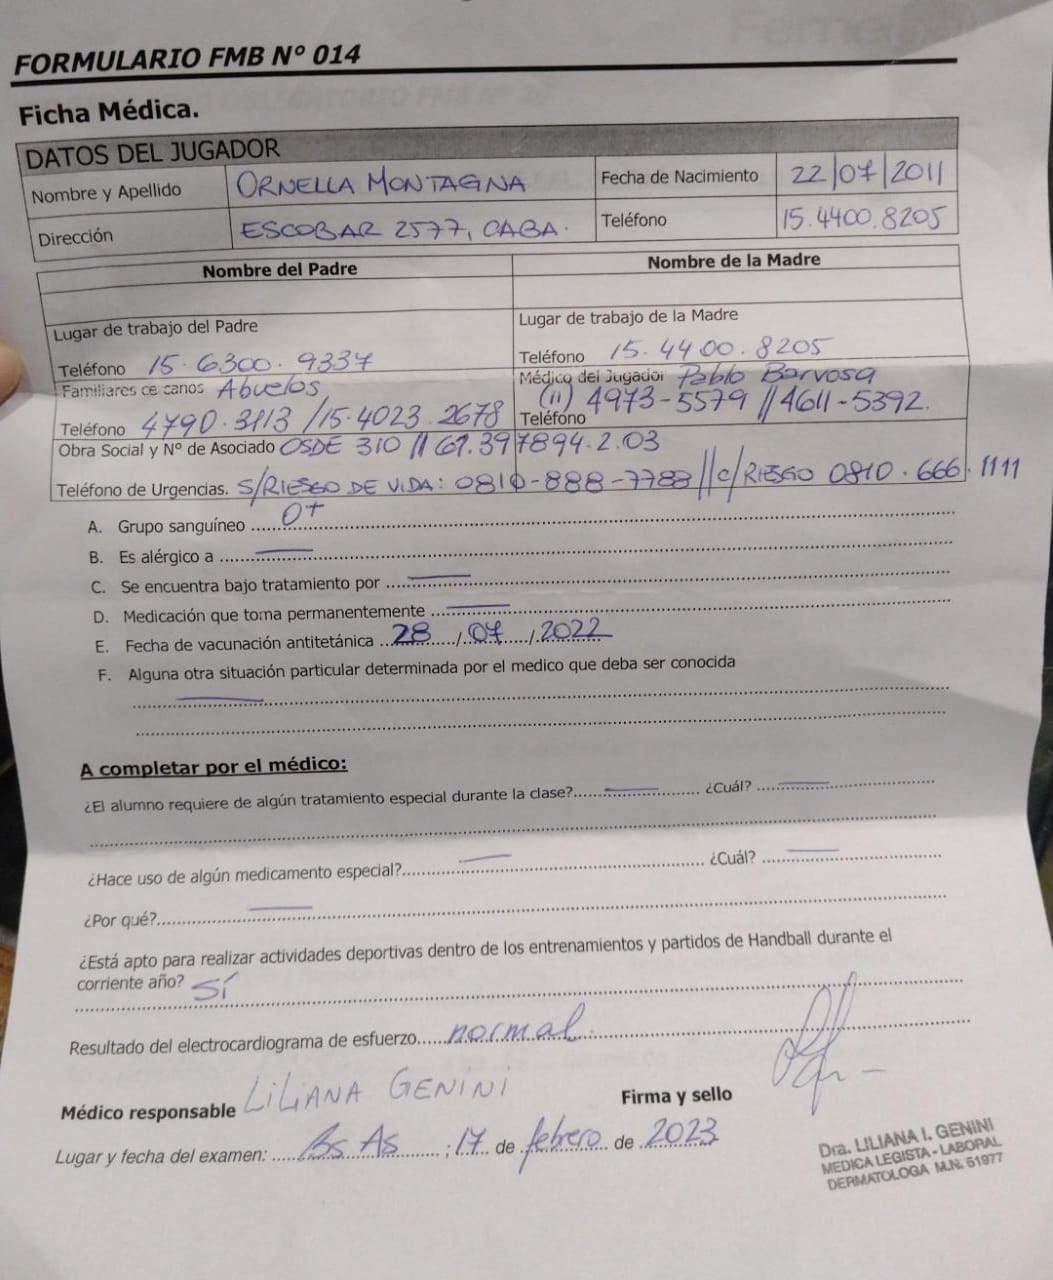 FORMULARIO FMB N° 014
Ficha Médica.
DATOS DEL JUGADOR
Nombre y Apellido ORNELLA MONTAGNA Fecha de Nacimiento 22/07/2011
Dirección ESCOBAR 2577, CABA. Teléfono 15.4400.8205
Nombre del Padre Nombre de la Madre
Lugar de trabajo del Padre Lugar de trabajo de la Madre
Teléfono 15.6300.9337 Teléfono 15.4400.8205
Familiares ce canos Abuelos Médico del Jugador Pablo Barvosa
Teléfono 4790.3113 /15.4023.2678 Teléfono (11) 4973-5579 // 4611-5392.
Obra Social y Nº de Asociado OSDE 310 // 61.397894.2.03
Teléfono de Urgencias. S/RIESGO DE VIDA: 0810-888-7788 // C/RIESGO 0810.666.1111
A. Grupo sanguíneo 0+
B. Es alérgico a —
C. Se encuentra bajo tratamiento por —
D. Medicación que toma permanentemente —
E. Fecha de vacunación antitetánica 28/07/2022
F. Alguna otra situación particular determinada por el medico que deba ser conocida
—
A completar por el médico:
¿El alumno requiere de algún tratamiento especial durante la clase? — ¿Cuál? —
¿Hace uso de algún medicamento especial? — ¿Cuál? —
¿Por qué? —
¿Está apto para realizar actividades deportivas dentro de los entrenamientos y partidos de Handball durante el
corriente año? Sí
Resultado del electrocardiograma de esfuerzo normal
Médico responsable LILIANA GENINI Firma y sello
Lugar y fecha del examen: Bs As ; 17 de febrero de 2023
Dra. LILIANA I. GENINI
MEDICA LEGISTA - LABORAL
DERMATOLOGA M.N. 51977